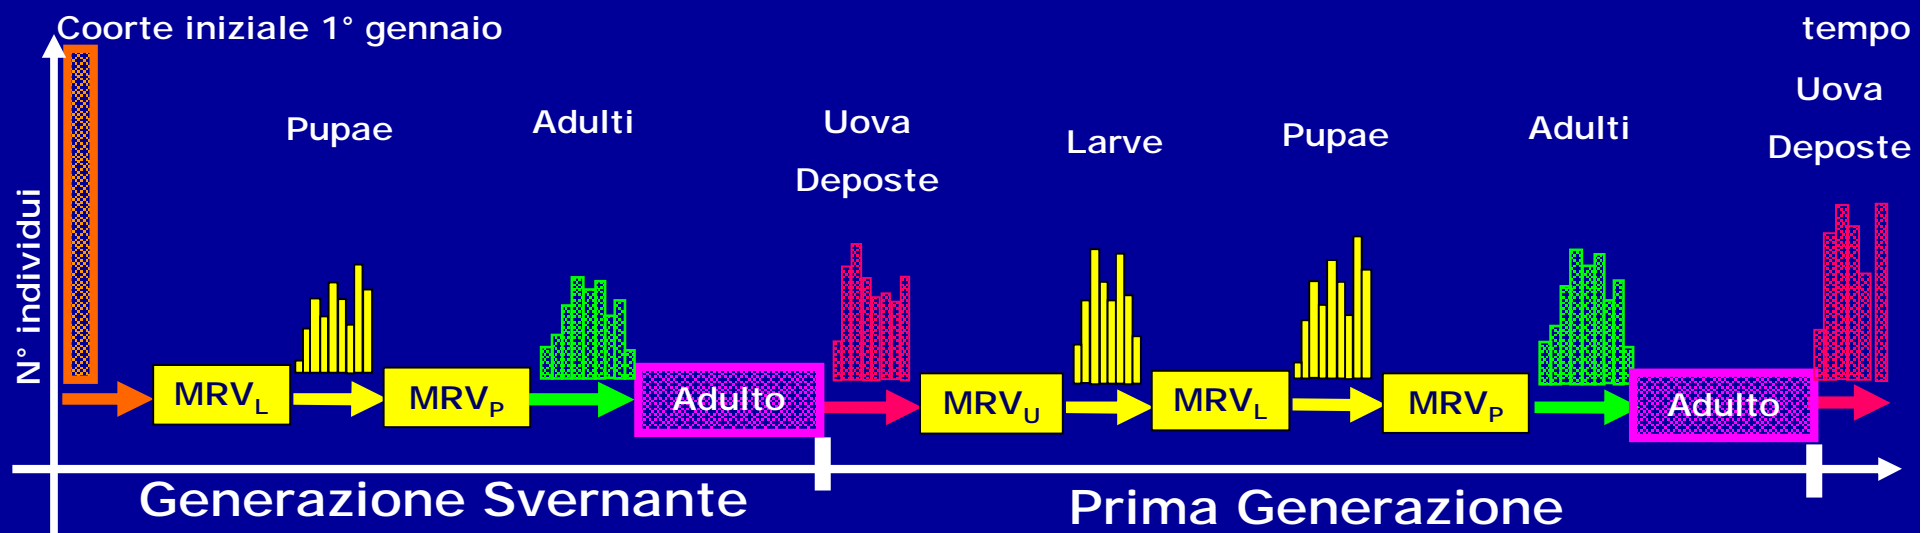 Coorte iniziale 1° gennaio
tempo
N° individui
Pupae
Adulti
Uova
Deposte
Larve
Pupae
Adulti
Uova
Deposte
MRVL
MRVP
Adulto
MRVU
MRVL
MRVP
Adulto
Generazione Svernante
Prima Generazione